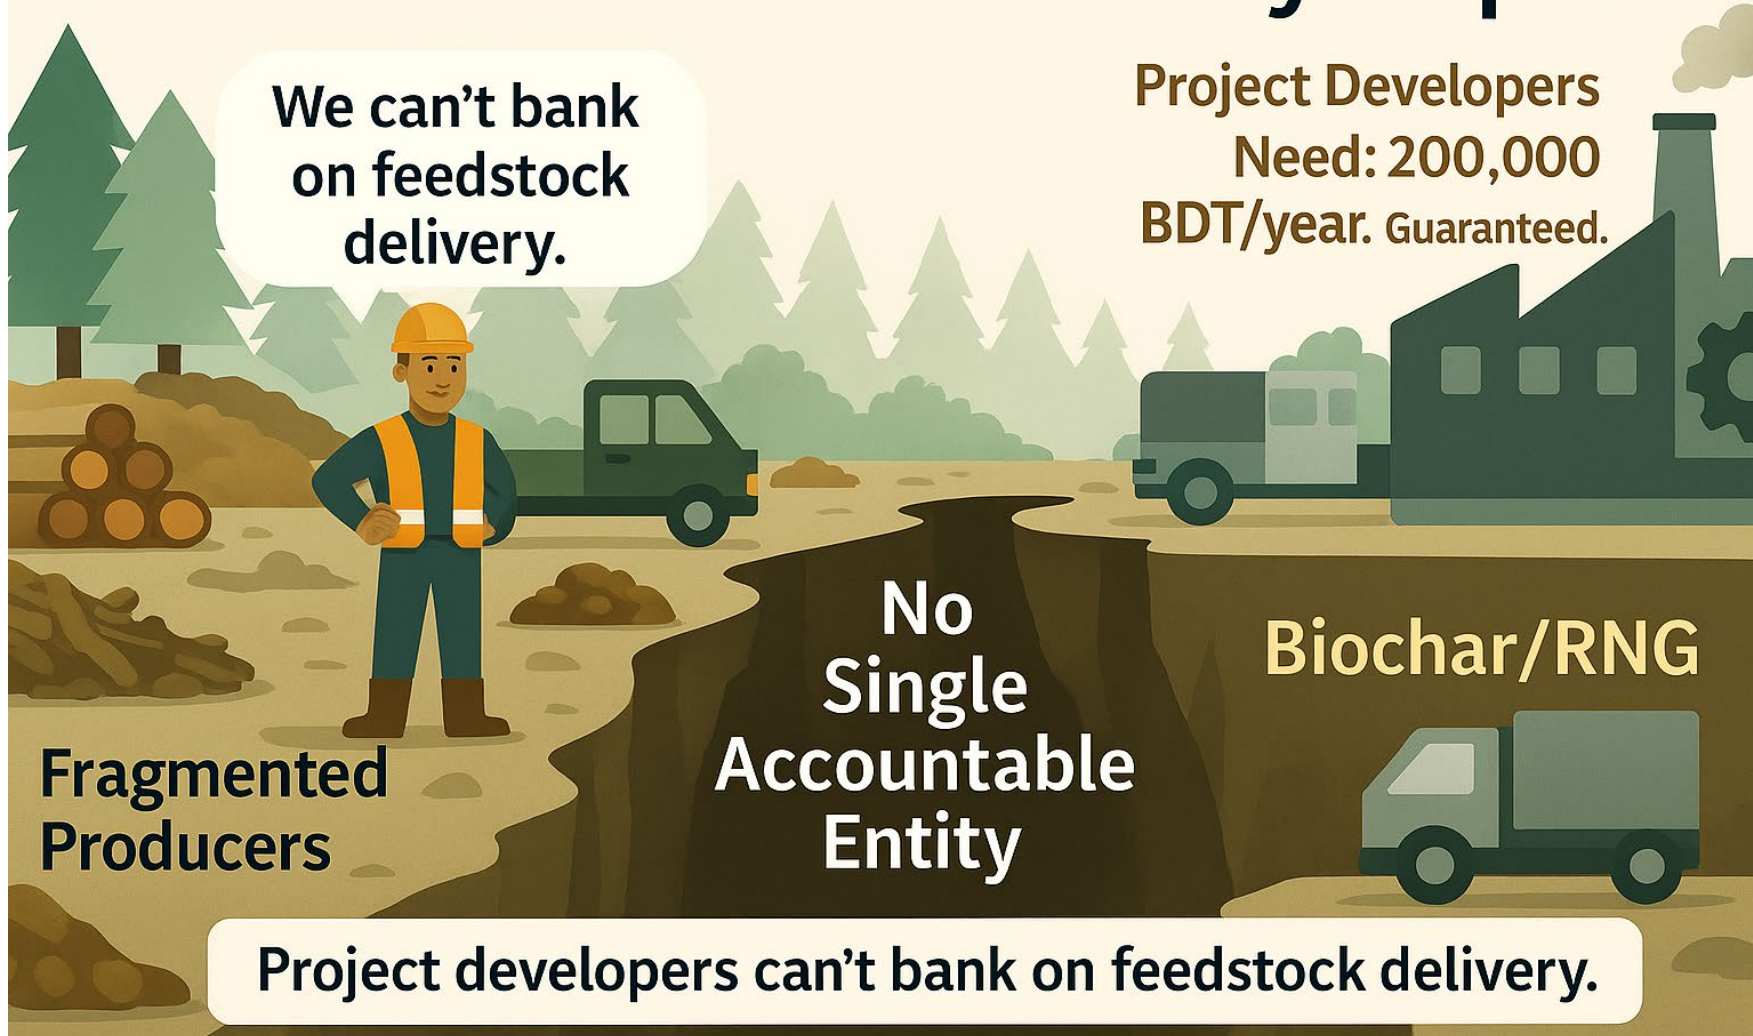 We can't bank
on feedstock
delivery.
Project Developers
Need: 200,000
BDT/year. Guaranteed.
No
Single
Accountable
Entity
Biochar/RNG
Fragmented
Producers
Project developers can't bank on feedstock delivery.